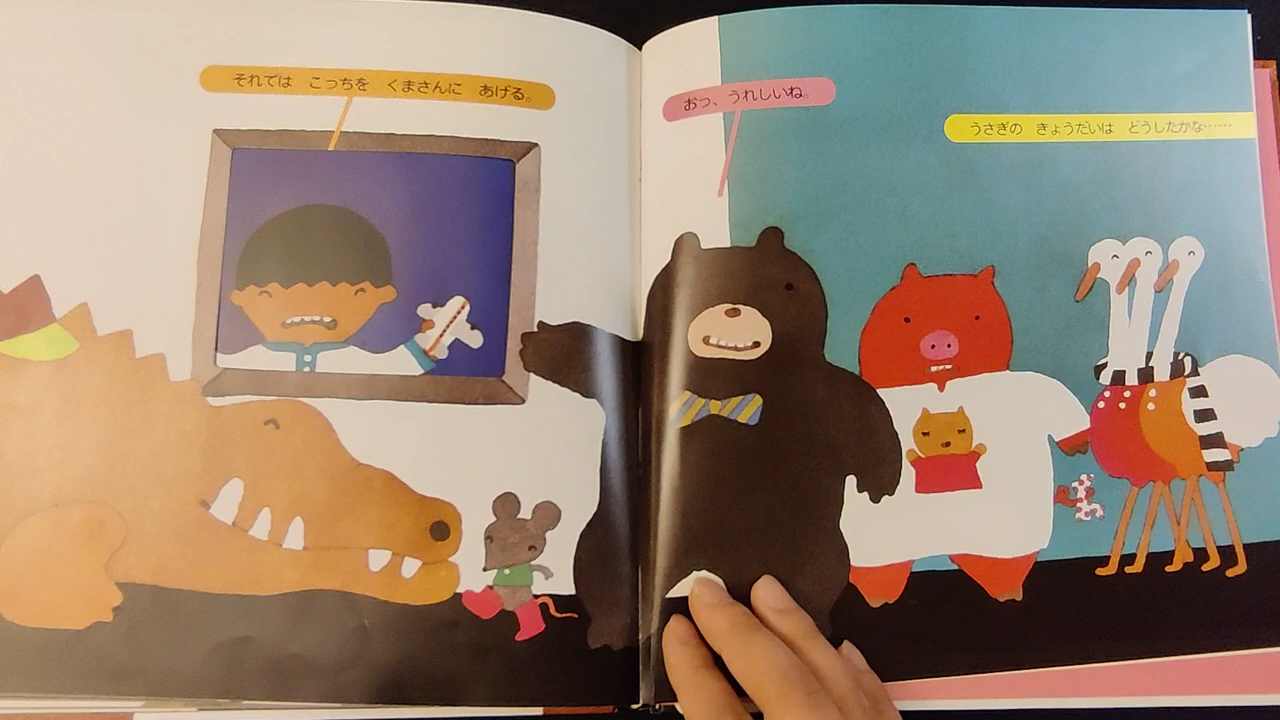 それでは　こっちを　くまさんに　あげる。
おっ、うれしいね。
うさぎの　きょうだいは　どうしたかな……